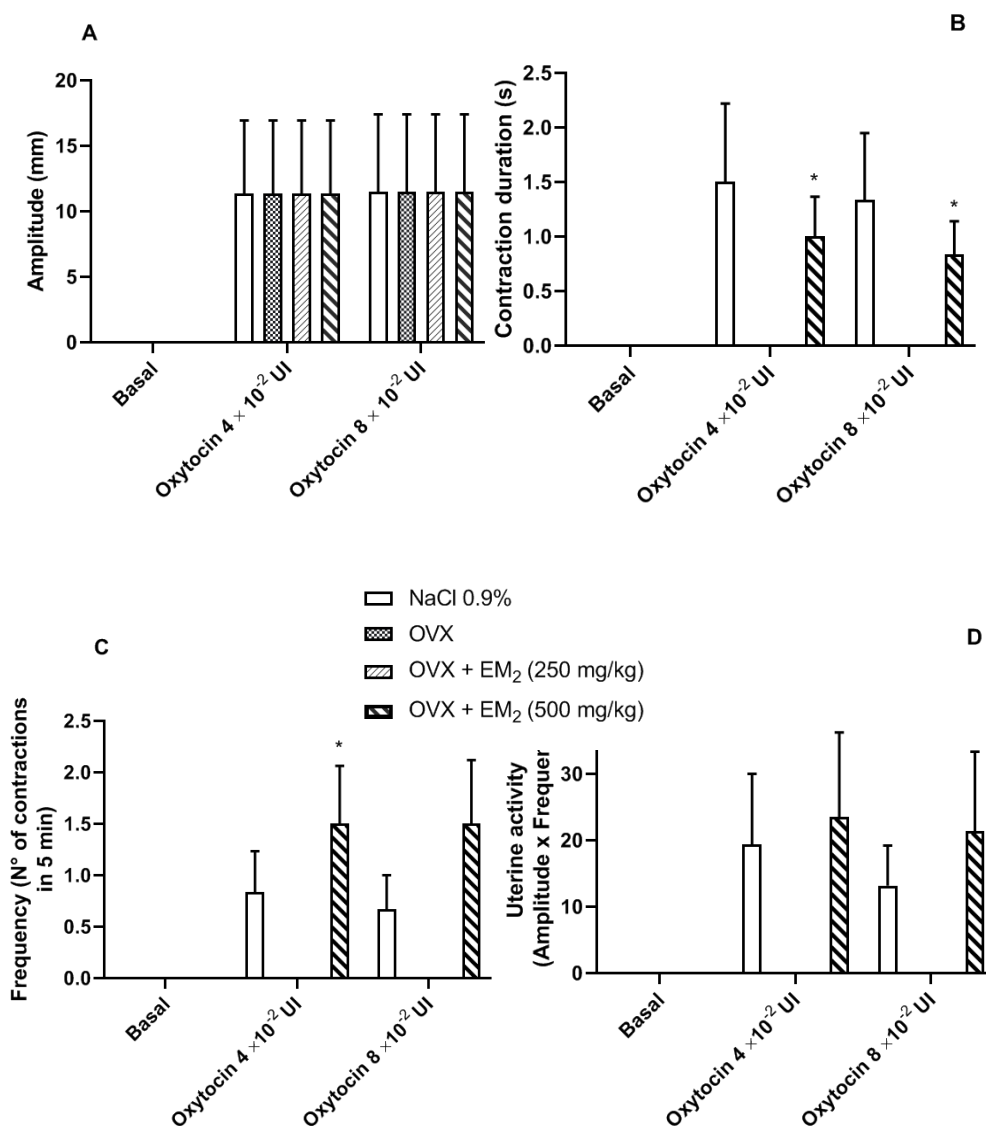 A
Amplitude (mm)
20
15
10
5
0
Basal
Oxytocin 4 × 10⁻² UI
Oxytocin 8 × 10⁻² UI
B
Contraction duration (s)
2.5
2.0
1.5
1.0
0.5
0.0
*
*
Basal
Oxytocin 4 × 10⁻² UI
Oxytocin 8 × 10⁻² UI
NaCl 0.9%
OVX
OVX + EM₂ (250 mg/kg)
OVX + EM₂ (500 mg/kg)
C
Frequency (N° of contractions
in 5 min)
2.5
2.0
1.5
1.0
0.5
0.0
*
Basal
Oxytocin 4 ×10⁻² UI
Oxytocin 8 ×10⁻² UI
D
Uterine activity
(Amplitude x Frequer
30
20
10
0
Basal
Oxytocin 4 ×10⁻² UI
Oxytocin 8 ×10⁻² UI